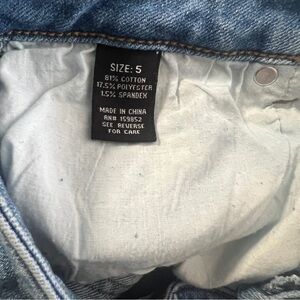 SIZE: 5
81% COTTON
17.5% POLYESTER
1.5% SPANDEX
MADE IN CHINA
RN# 159852
SEE REVERSE
FOR CARE